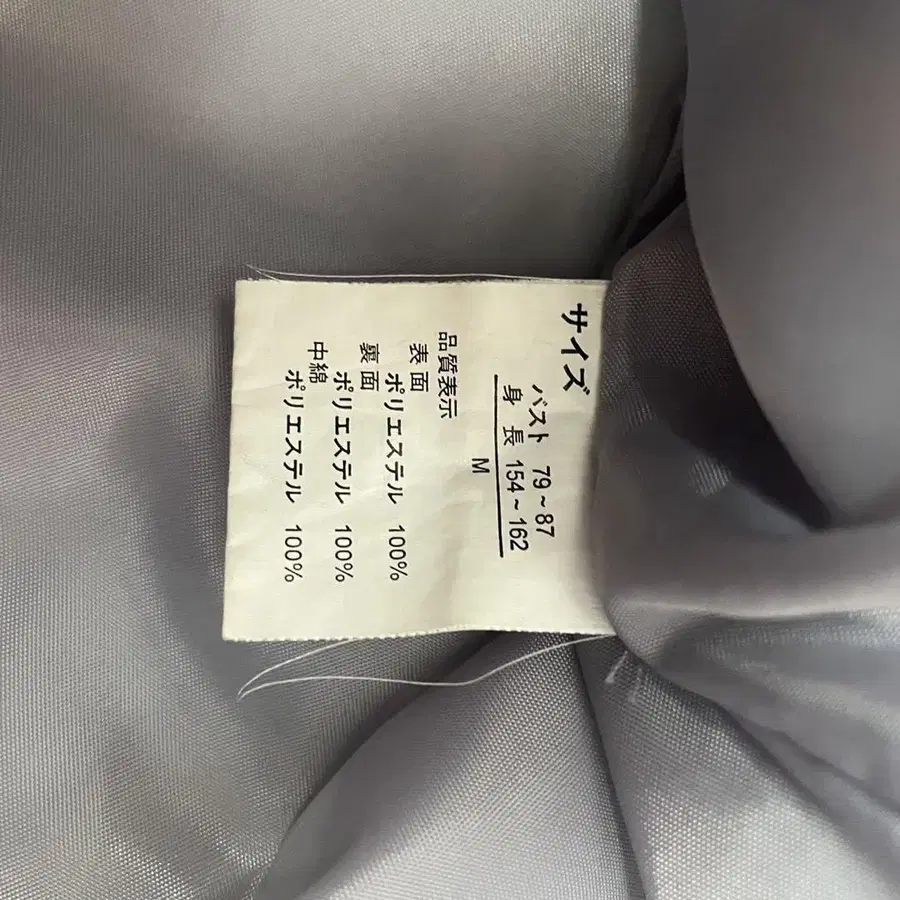 サイズ
バスト 79~87
身長 154~162
M
品質表示
表面
ポリエステル 100%
裏面
ポリエステル 100%
中綿
ポリエステル 100%